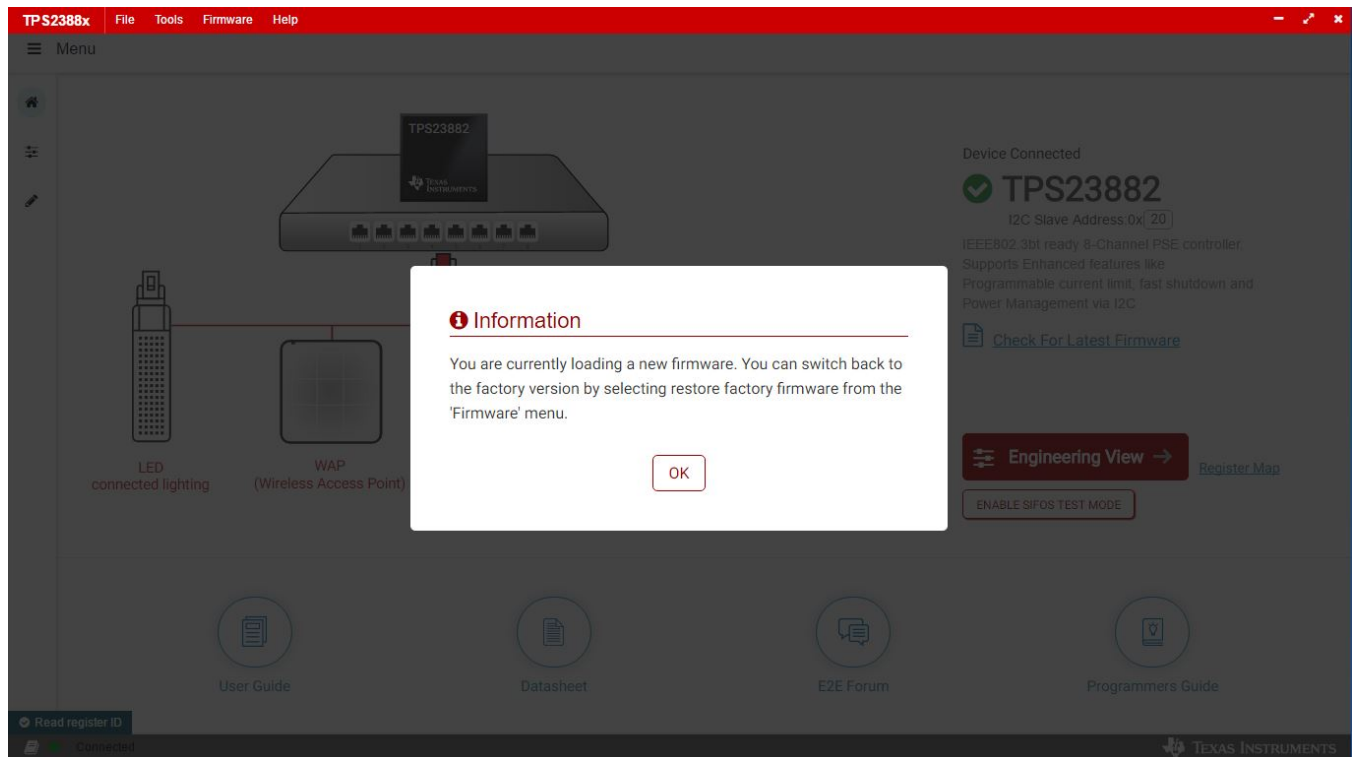 TPS2388x File Tools Firmware Help
Menu
TPS23882
TEXAS
INSTRUMENTS
Device Connected
TPS23882
I2C Slave Address 0x 20
IEEE802.3bt ready 8-Channel PSE controller.
Supports Enhanced features like
Programmable current limit, fast shutdown and
Power Management via I2C
Check For Latest Firmware
Information
You are currently loading a new firmware. You can switch back to
the factory version by selecting restore factory firmware from the
'Firmware' menu.
OK
LED
connected lighting
WAP
(Wireless Access Point)
Engineering View
Register Map
ENABLE SIFOS TEST MODE
User Guide
Datasheet
E2E Forum
Programmers Guide
Read register ID
Connected
TEXAS INSTRUMENTS